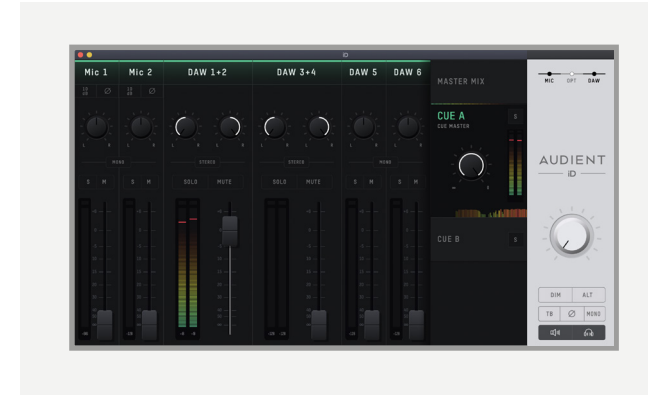 iD
Mic 1 Mic 2 DAW 1+2 DAW 3+4 DAW 5 DAW 6
MASTER MIX
MIC OPT DAW
CUE A S
CUE MASTER
L R L R L R L R L R L R
MONO STEREO STEREO MONO
S M S M SOLO MUTE SOLO MUTE S M S M
AUDIENT
iD
CUE B S
DIM ALT
TB Ø MONO